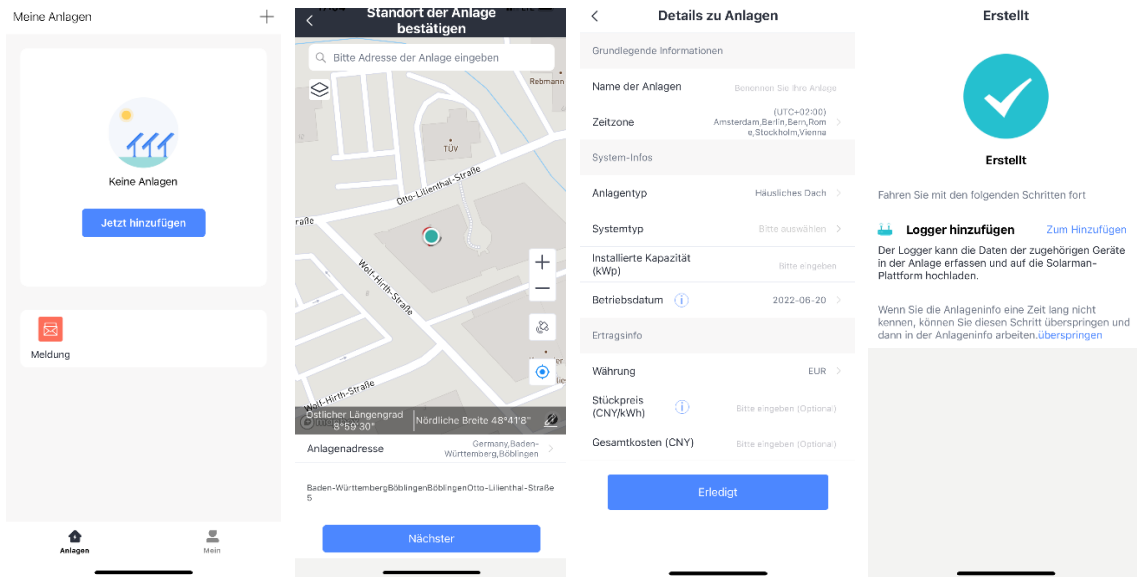 Meine Anlagen
Keine Anlagen
Jetzt hinzufügen
Meldung
Anlagen
Mein
Standort der Anlage
bestätigen
Bitte Adresse der Anlage eingeben
Rebmann
TÜV
Otto-Lilienthal-Straße
raße
Wolf-Hirth-Straße
Wolf-Hirth-Straße
Östlicher Längengrad
8°59'30"
Nördliche Breite 48°41'8"
Anlagenadresse
Germany,Baden-
Württemberg,Böblingen
Baden-WürttembergBöblingenBöblingenOtto-Lilienthal-Straße
5
Nächster
Details zu Anlagen
Grundlegende Informationen
Name der Anlagen
Benennen Sie Ihre Anlage
Zeitzone
(UTC+02:00)
Amsterdam,Berlin,Bern,Rom
e,Stockholm,Vienna
System-Infos
Anlagentyp
Häusliches Dach
Systemtyp
Bitte auswählen
Installierte Kapazität
(kWp)
Bitte eingeben
Betriebsdatum
2022-06-20
Ertragsinfo
Währung
EUR
Stückpreis
(CNY/kWh)
Bitte eingeben (Optional)
Gesamtkosten (CNY)
Bitte eingeben (Optional)
Erledigt
Erstellt
Erstellt
Fahren Sie mit den folgenden Schritten fort
Logger hinzufügen
Zum Hinzufügen
Der Logger kann die Daten der zugehörigen Geräte
in der Anlage erfassen und auf die Solarman-
Plattform hochladen.
Wenn Sie die Anlageninfo eine Zeit lang nicht
kennen, können Sie diesen Schritt überspringen und
dann in der Anlageninfo arbeiten.überspringen